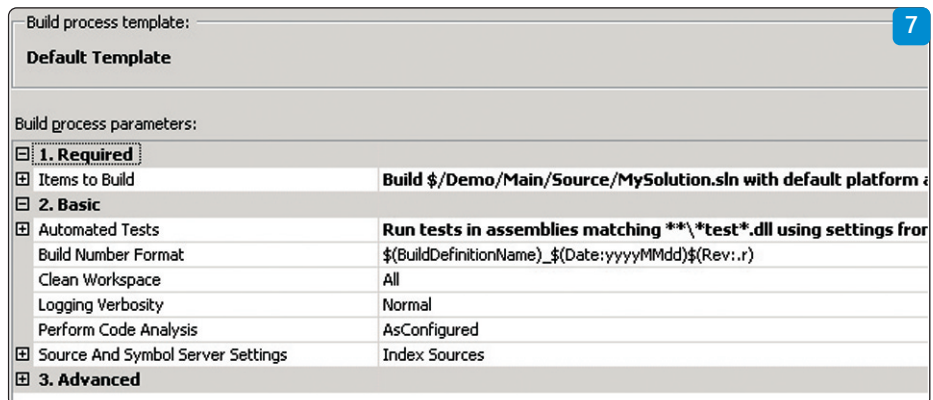 Build process template:
7
Default Template
Build process parameters:
1. Required
Items to Build Build $/Demo/Main/Source/MySolution.sln with default platform
2. Basic
Automated Tests Run tests in assemblies matching **\*test*.dll using settings
Build Number Format $(BuildDefinitionName)_$(Date:yyyyMMdd)$(Rev:.r)
Clean Workspace All
Logging Verbosity Normal
Perform Code Analysis AsConfigured
Source And Symbol Server Settings Index Sources
3. Advanced